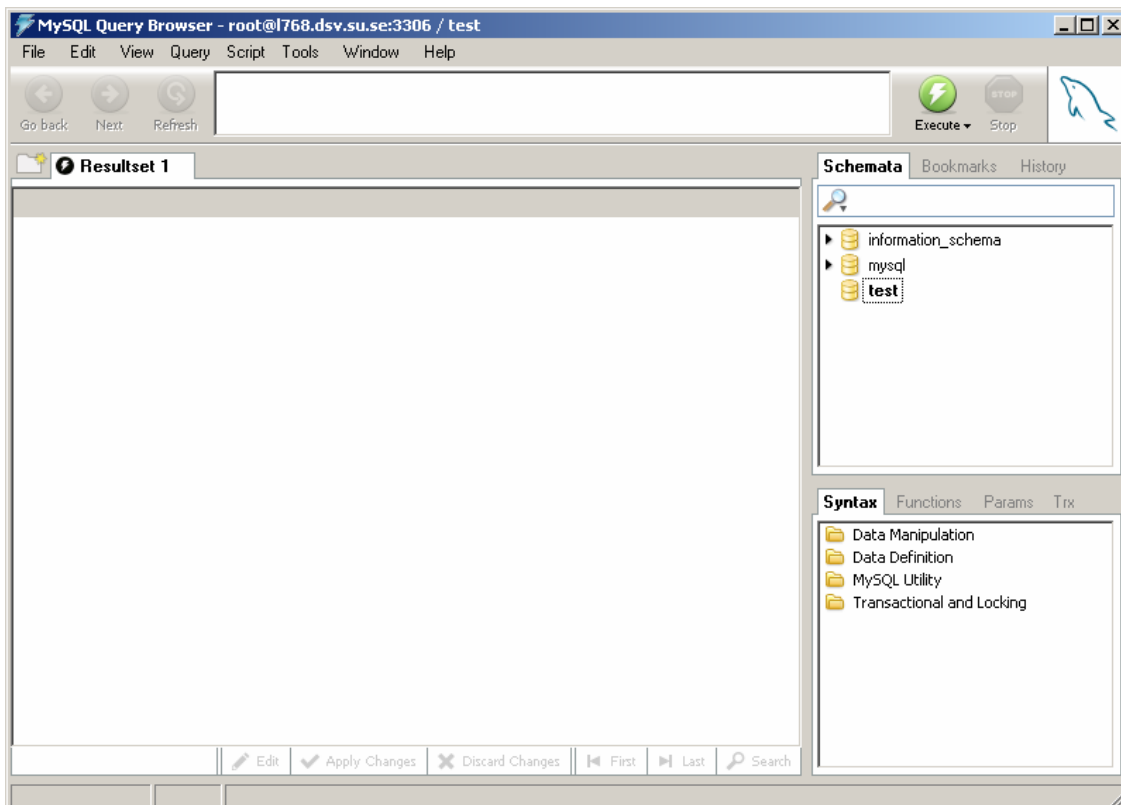 MySQL Query Browser - root@l768.dsv.su.se:3306 / test
File Edit View Query Script Tools Window Help
Go back Next Refresh Execute STOP Stop
Resultset 1
Schemata Bookmarks History
information_schema
mysql
test
Syntax Functions Params Trx
Data Manipulation
Data Definition
MySQL Utility
Transactional and Locking
Edit Apply Changes Discard Changes First Last Search